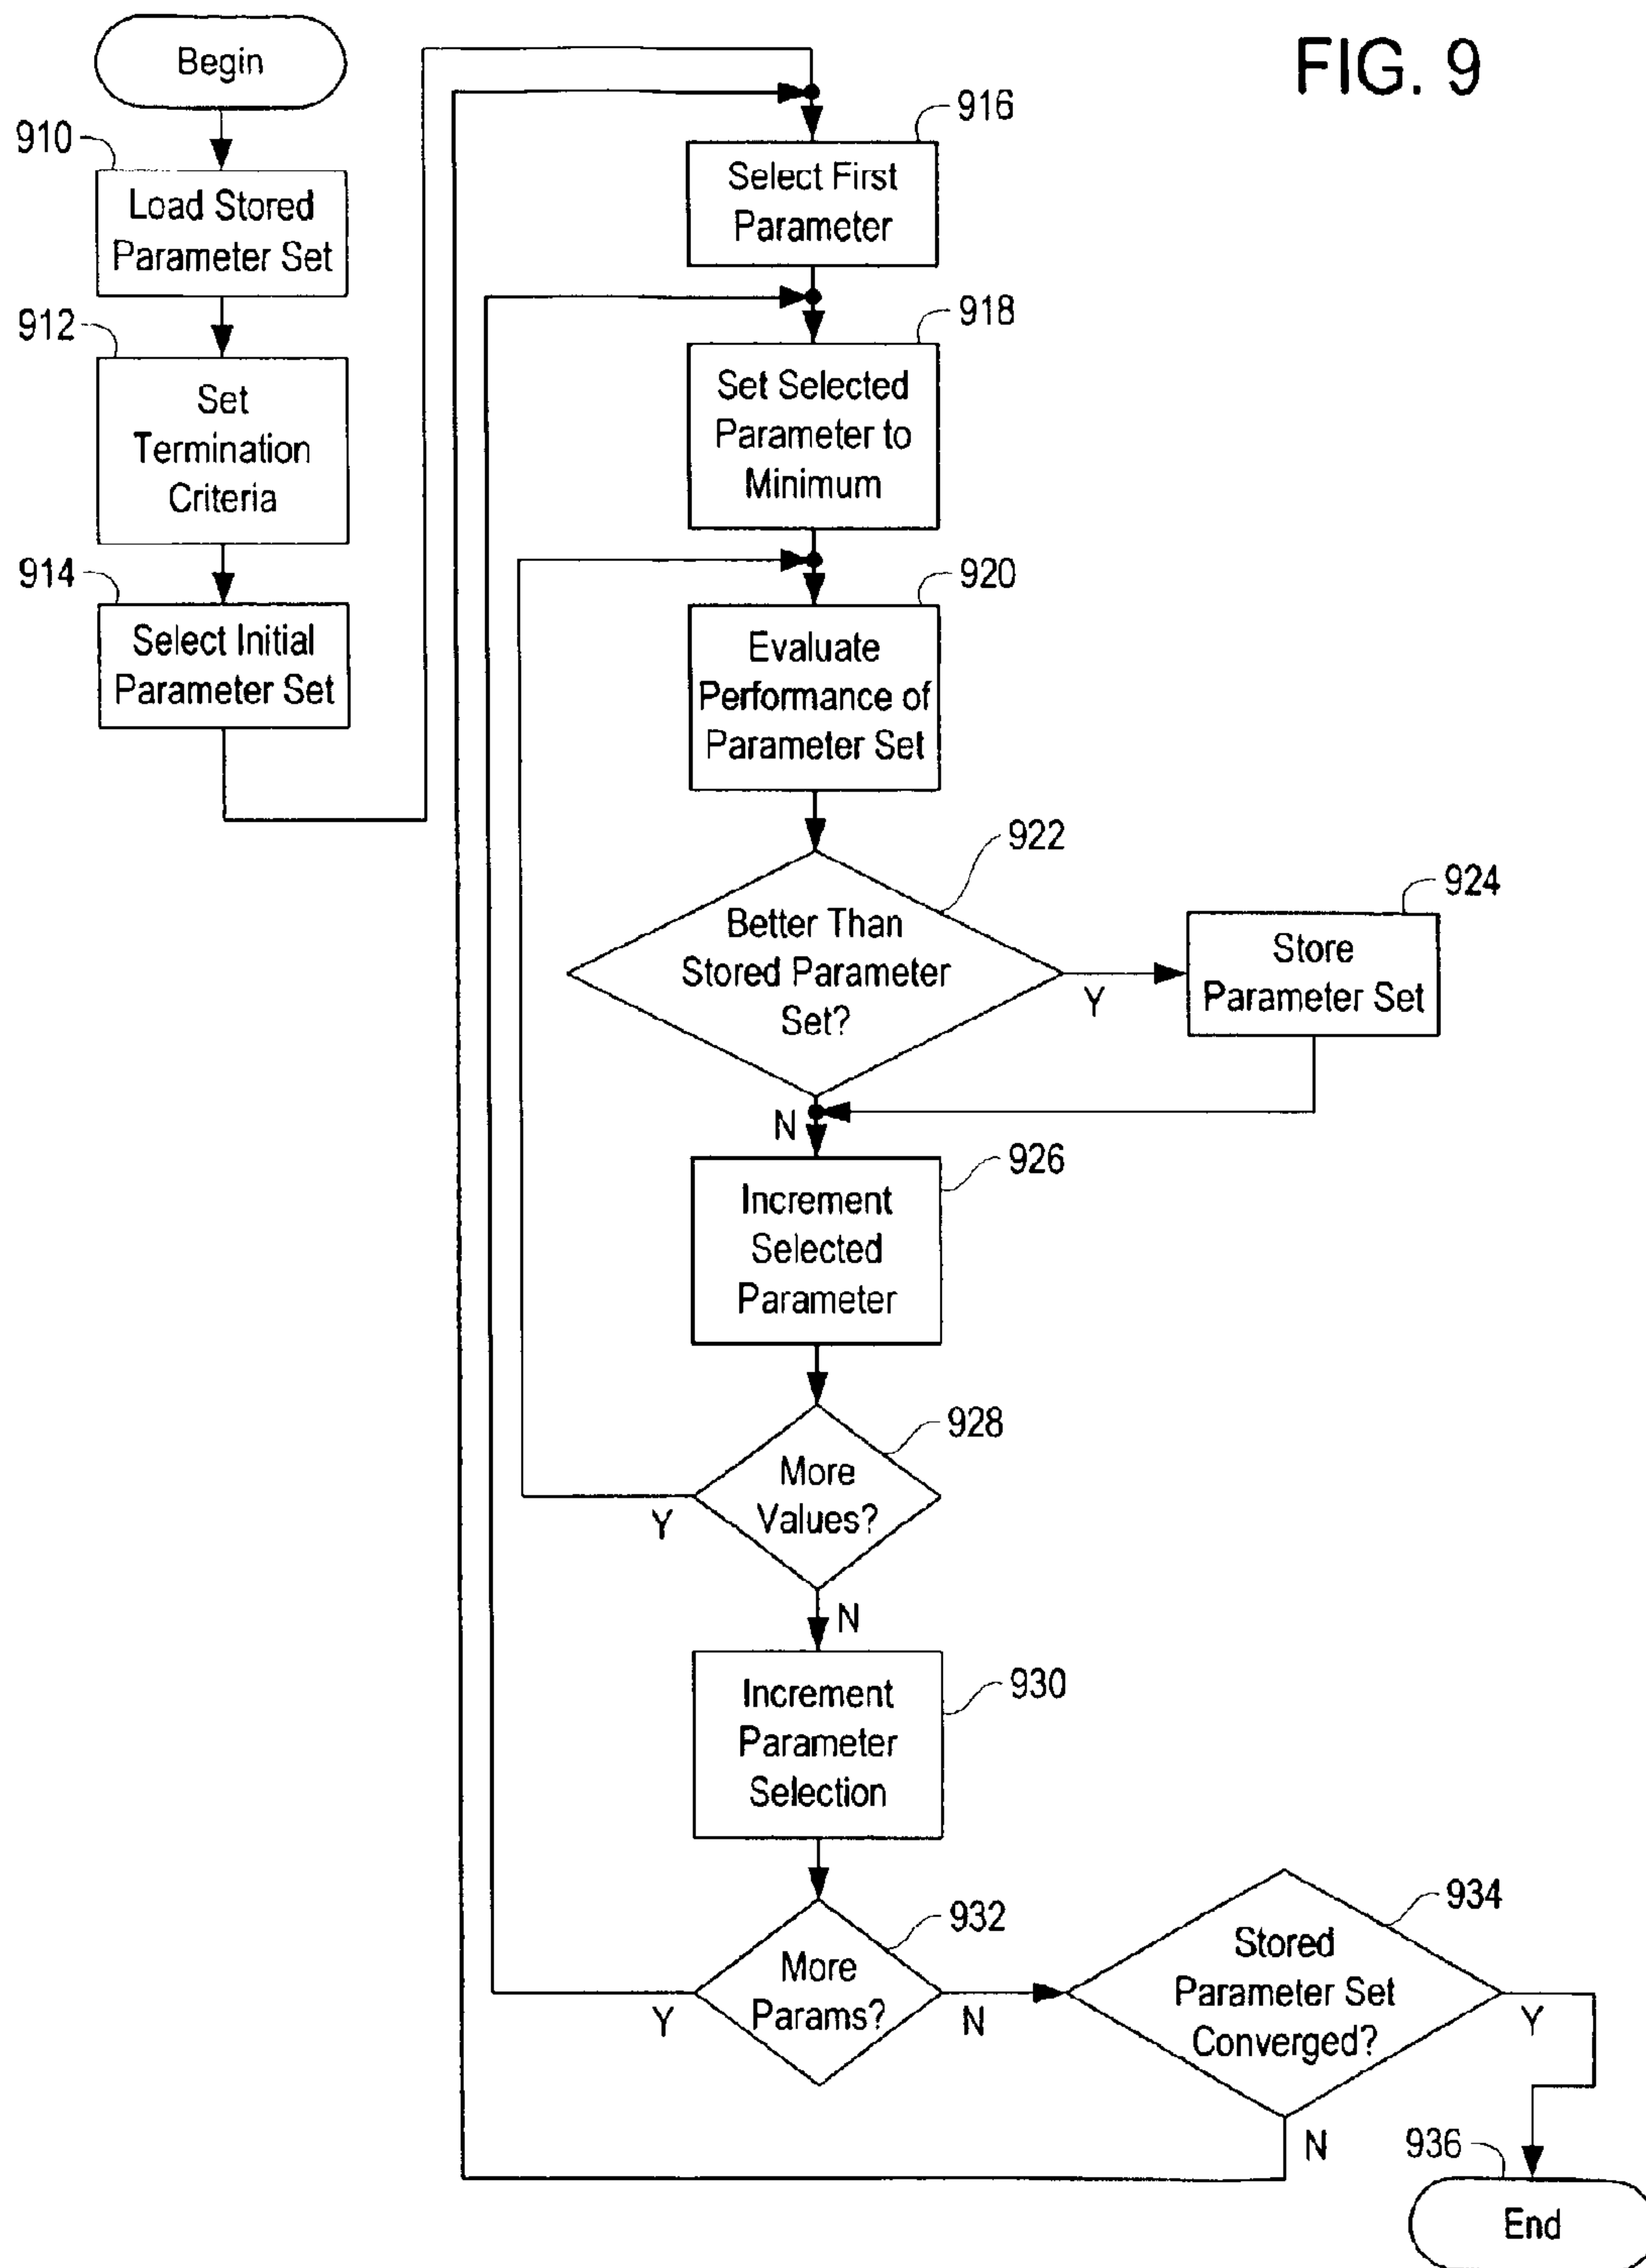 FIG. 9
Begin
910
Load Stored
Parameter Set
912
Set
Termination
Criteria
914
Select Initial
Parameter Set
916
Select First
Parameter
918
Set Selected
Parameter to
Minimum
920
Evaluate
Performance of
Parameter Set
922
Better Than
Stored Parameter
Set?
Y
924
Store
Parameter Set
N
926
Increment
Selected
Parameter
928
More
Values?
Y
N
930
Increment
Parameter
Selection
932
More
Params?
Y
N
934
Stored
Parameter Set
Converged?
Y
N
936
End